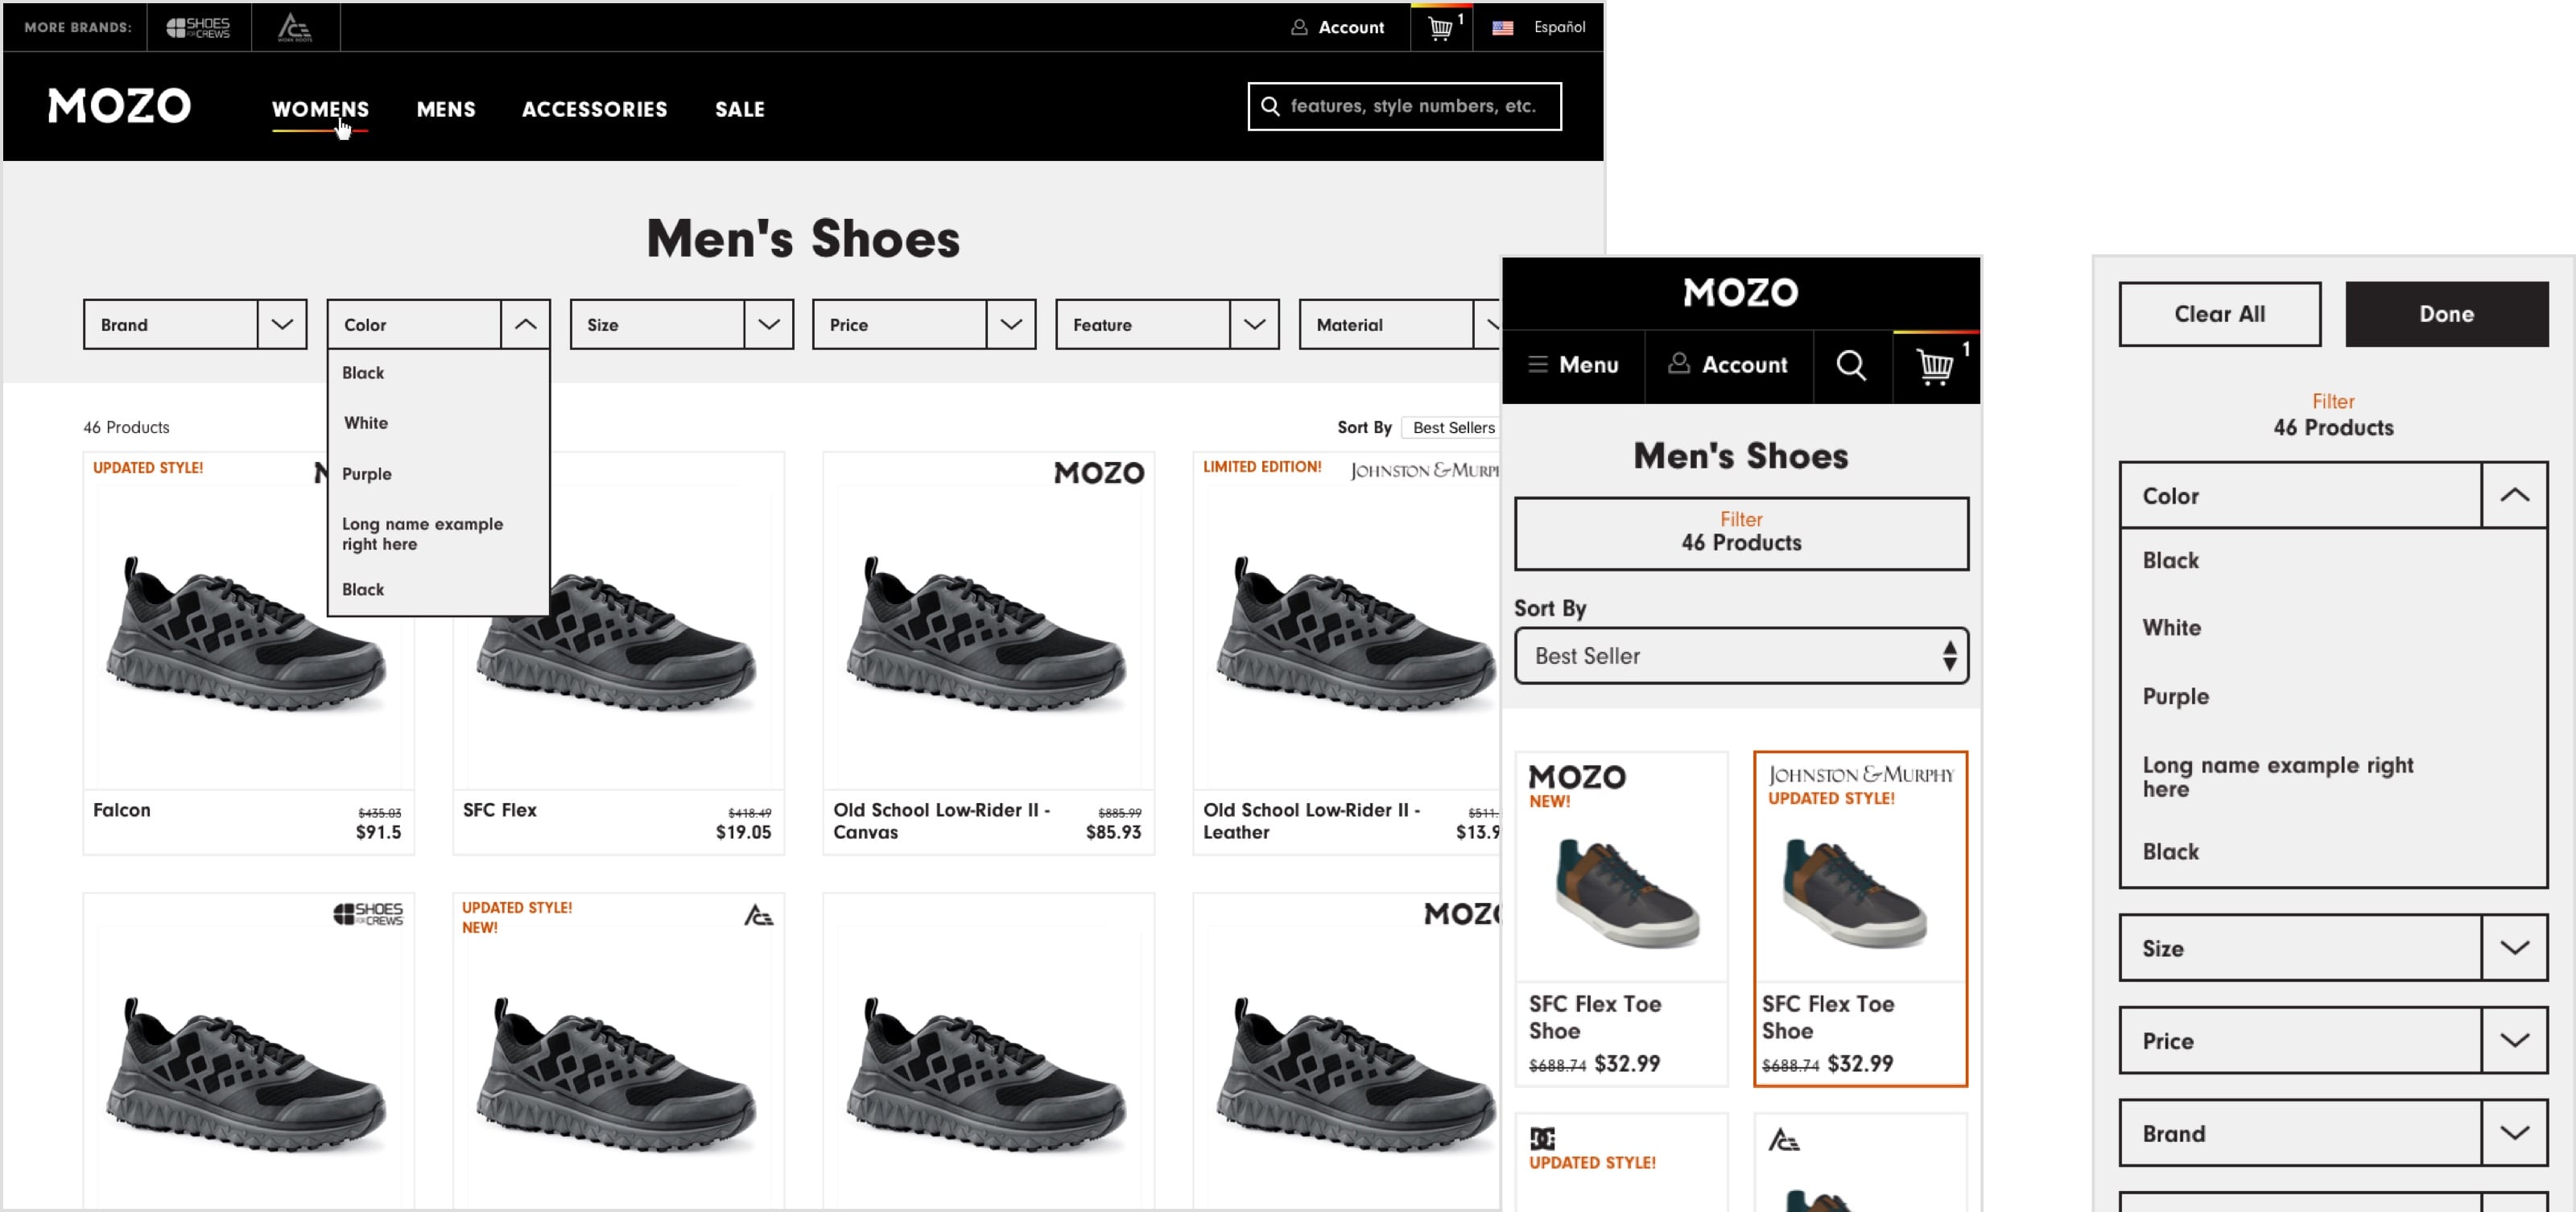 MORE BRANDS:
SHOES FOR CREWS
ACE
WORK BOOTS
Account
1
Español
MOZO
WOMENS
MENS
ACCESSORIES
SALE
features, style numbers, etc.
Men's Shoes
Brand
Color
Size
Price
Feature
Material
Black
White
Purple
Long name example
right here
Black
46 Products
Sort By
Best Sellers
UPDATED STYLE!
MOZO
LIMITED EDITION!
JOHNSTON & MURPH
Falcon
$435.03
$91.5
SFC Flex
$418.49
$19.05
Old School Low-Rider II -
Canvas
$885.99
$85.93
Old School Low-Rider II -
Leather
$511.
$13.9
SHOES FOR CREWS
UPDATED STYLE!
NEW!
ACE
MOZO
MOZO
Menu
Account
1
Men's Shoes
Filter
46 Products
Sort By
Best Seller
MOZO
NEW!
SFC Flex Toe
Shoe
$688.74 $32.99
JOHNSTON & MURPHY
UPDATED STYLE!
SFC Flex Toe
Shoe
$688.74 $32.99
DC
UPDATED STYLE!
ACE
Clear All
Done
Filter
46 Products
Color
Black
White
Purple
Long name example right
here
Black
Size
Price
Brand